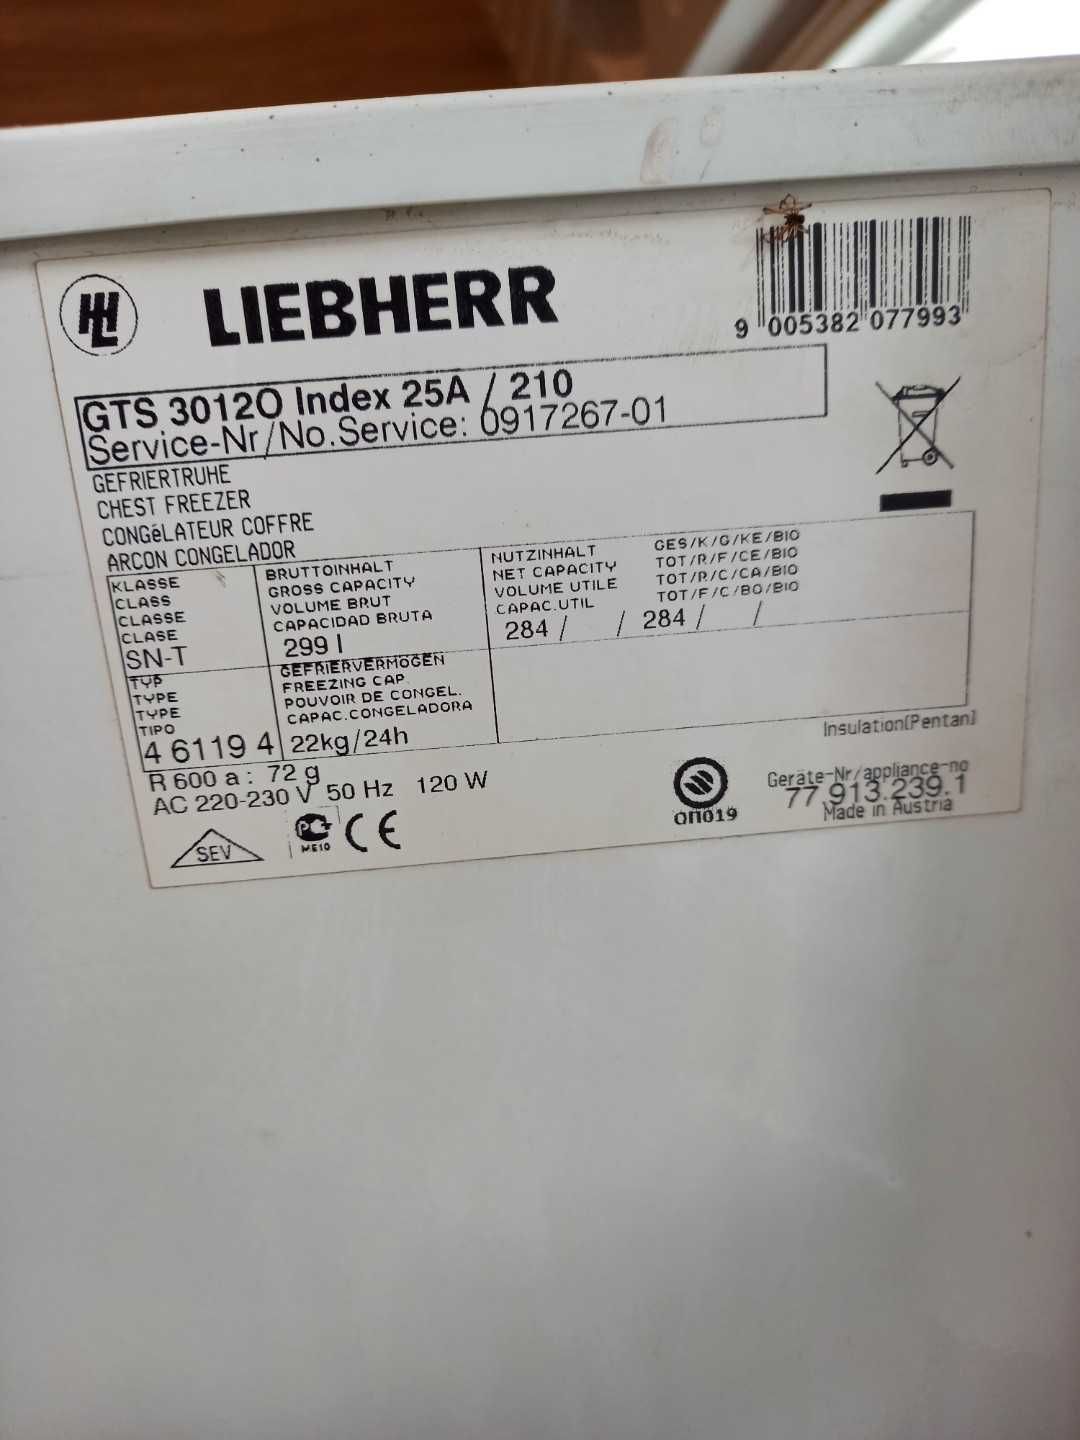 HLH
LIEBHERR
9 005382 077993
GTS 3012O Index 25A / 210
Service-Nr/No.Service: 0917267-01
GEFRIERTRUHE
CHEST FREEZER
CONGéLATEUR COFFRE
ARCON CONGELADOR
KLASSE
CLASS
CLASSE
CLASE
SN-T
BRUTTOINHALT
GROSS CAPACITY
VOLUME BRUT
CAPACIDAD BRUTA
299 l
NUTZINHALT GES/K/G/KE/BIO
NET CAPACITY TOT/R/F/CE/BIO
VOLUME UTILE TOT/R/C/CA/BIO
CAPAC.UTIL TOT/F/C/BO/BIO
284 / / 284 / /
TYP
TYPE
TYPE
TIPO
4 6119 4
GEFRIERVERMÖGEN
FREEZING CAP.
POUVOIR DE CONGEL.
CAPAC.CONGELADORA
22kg/24h
Insulation(Pentan)
R 600 a: 72 g
AC 220-230 V 50 Hz 120 W
Geräte-Nr/appliance-no
77 913.239.1
Made in Austria
SEV
PC
ME10
CE
ОП019